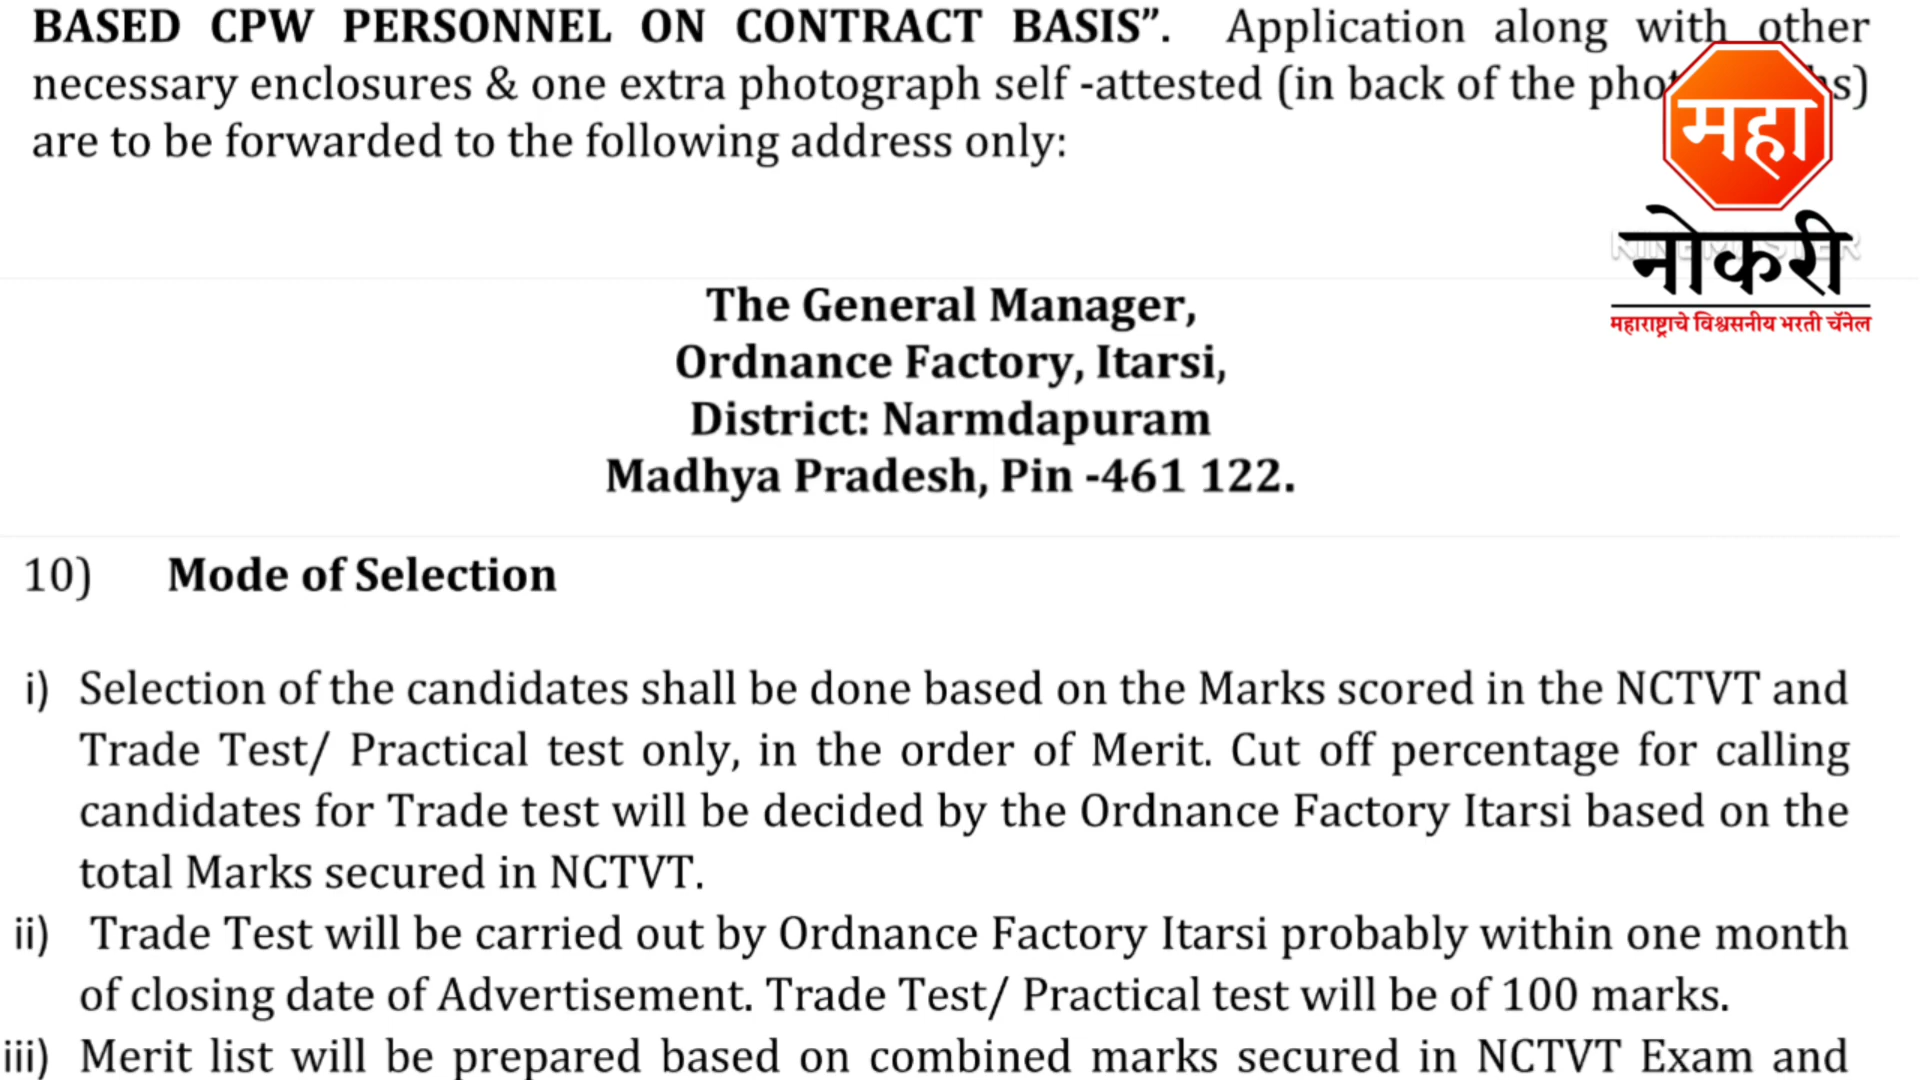 BASED CPW PERSONNEL ON CONTRACT BASIS”. Application along with other
necessary enclosures & one extra photograph self -attested (in back of the
are to be forwarded to the following address only:
महा
नोकरी
महाराष्ट्राचे विश्वसनीय भरती चॅनेल
The General Manager,
Ordnance Factory, Itarsi,
District: Narmdapuram
Madhya Pradesh, Pin -461 122.
10) Mode of Selection
i) Selection of the candidates shall be done based on the Marks scored in the NCTVT and
Trade Test/ Practical test only, in the order of Merit. Cut off percentage for calling
candidates for Trade test will be decided by the Ordnance Factory Itarsi based on the
total Marks secured in NCTVT.
ii) Trade Test will be carried out by Ordnance Factory Itarsi probably within one month
of closing date of Advertisement. Trade Test/ Practical test will be of 100 marks.
iii) Merit list will be prepared based on combined marks secured in NCTVT Exam and